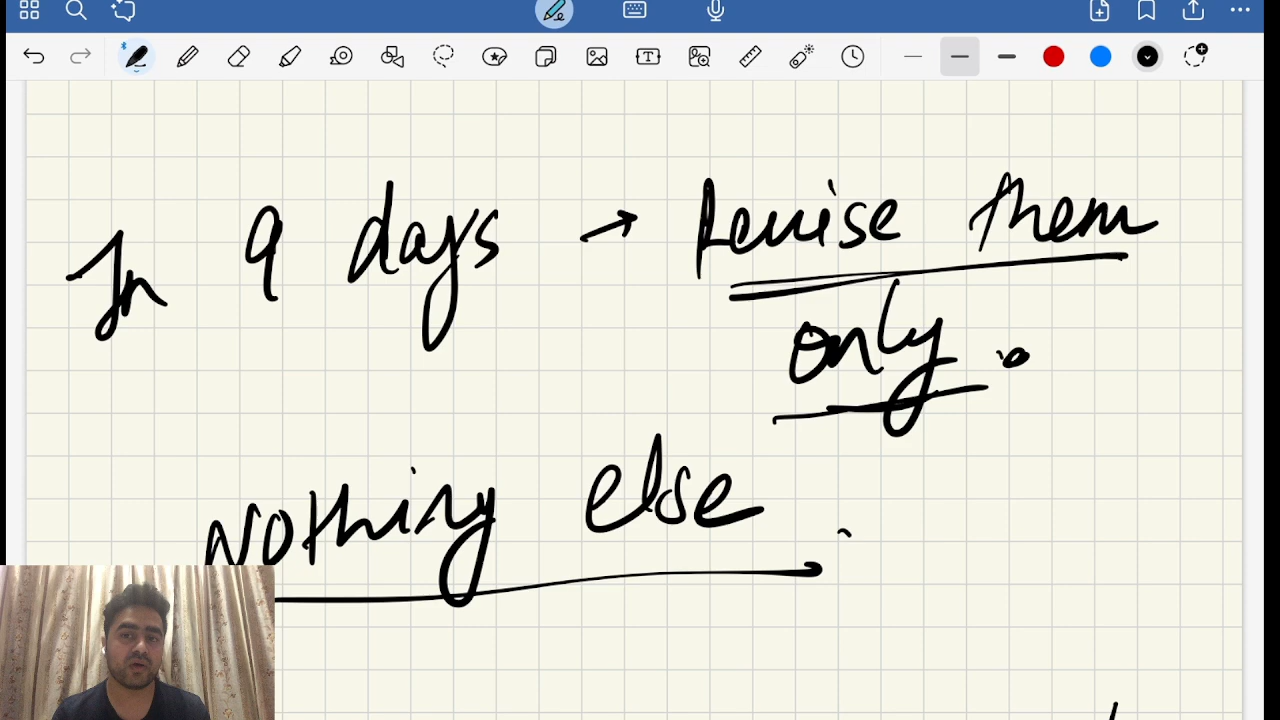 In 9 days → Revise them
only.
Nothing else.